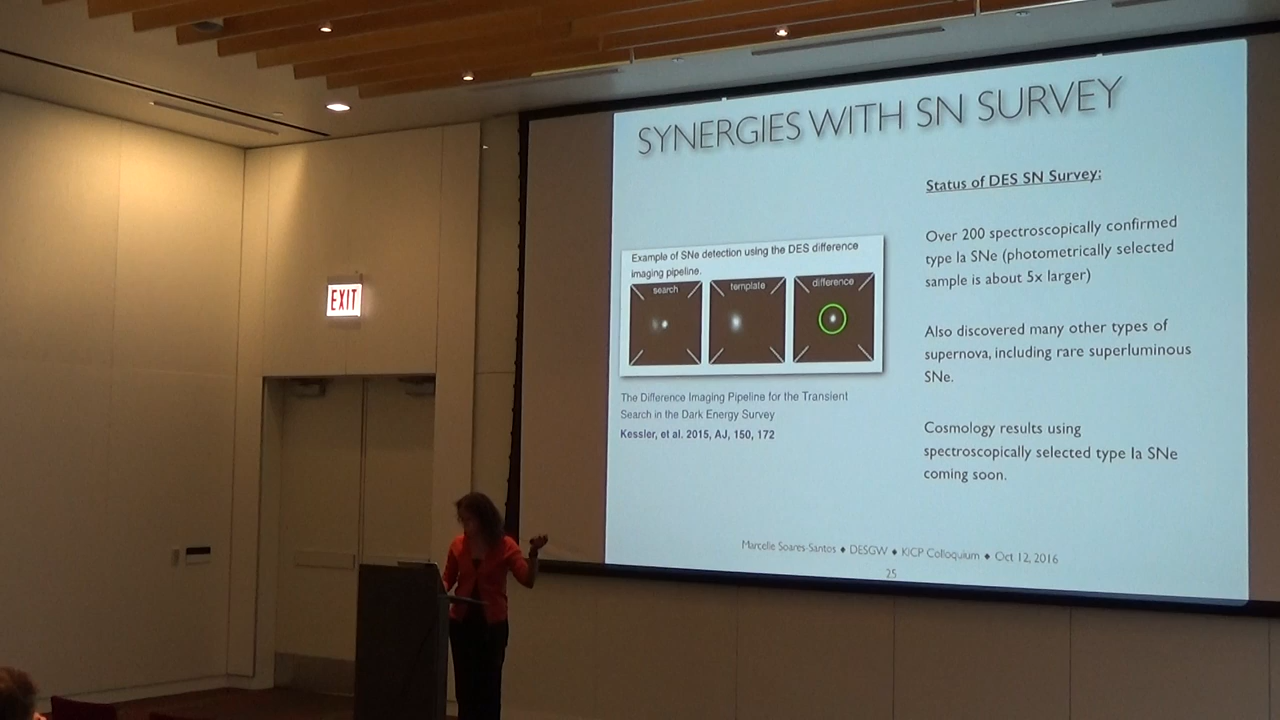 SYNERGIES WITH SN SURVEY
Status of DES SN Survey:
Over 200 spectroscopically confirmed
type Ia SNe (photometrically selected
sample is about 5x larger)
Also discovered many other types of
supernova, including rare superluminous
SNe.
Cosmology results using
spectroscopically selected type Ia SNe
coming soon.
Example of SNe detection using the DES difference
imaging pipeline.
search
template
difference
The Difference Imaging Pipeline for the Transient
Search in the Dark Energy Survey
Kessler, et al. 2015, AJ, 150, 172
Marcelle Soares-Santos ◆ DESGW ◆ KICP Colloquium ◆ Oct 12, 2016
25
EXIT